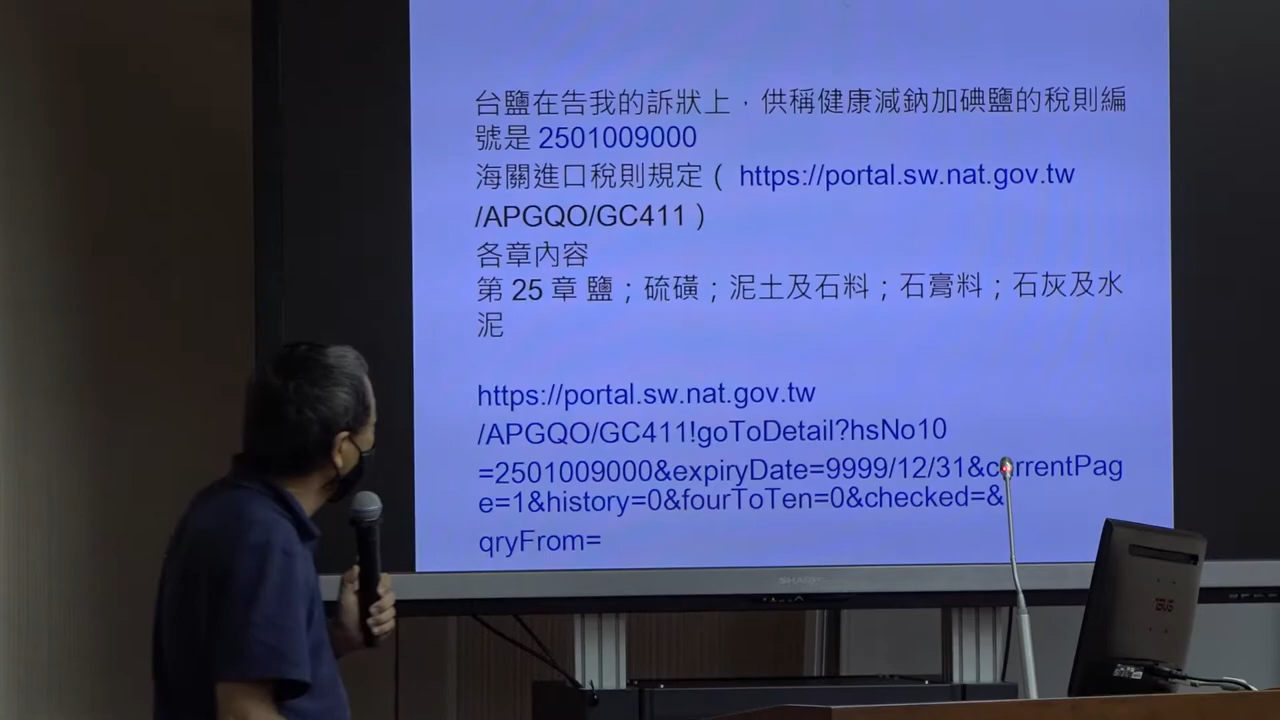 台鹽在告我的訴狀上，供稱健康減鈉加碘鹽的稅則編
號是 2501009000
海關進口稅則規定 ( https://portal.sw.nat.gov.tw
/APGQO/GC411 )
各章內容
第 25 章 鹽；硫磺；泥土及石料；石膏料；石灰及水
泥
https://portal.sw.nat.gov.tw
/APGQO/GC411!goToDetail?hsNo10
=2501009000&expiryDate=9999/12/31&currentPag
e=1&history=0&fourToTen=0&checked=&
qryFrom=
SHARP